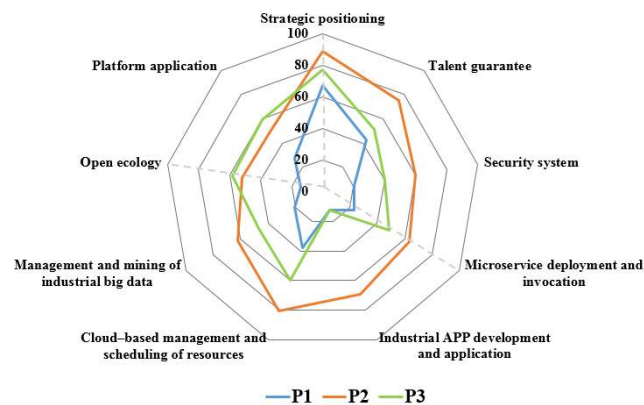 Strategic positioning
100
80
60
40
20
0
Talent guarantee
Security system
Microservice deployment and
invocation
Industrial APP development
and application
Cloud–based management and
scheduling of resources
Management and mining of
industrial big data
Open ecology
Platform application
P1 P2 P3